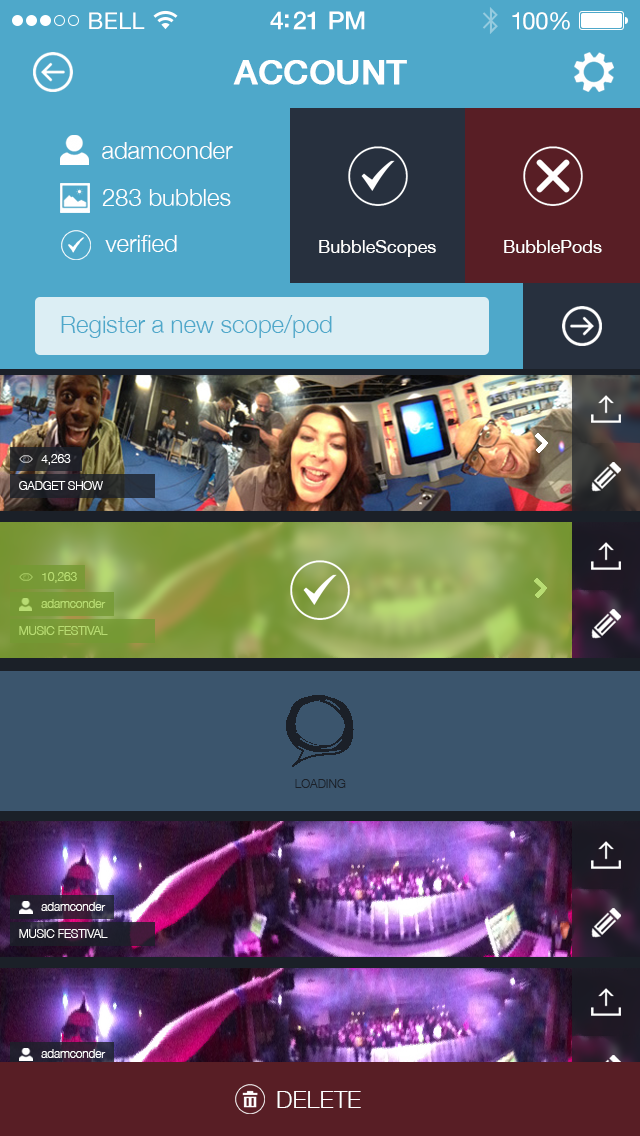 BELL 4:21 PM 100%
ACCOUNT
adamconder
283 bubbles
verified
BubbleScopes
BubblePods
Register a new scope/pod
4,263
GADGET SHOW
10,263
adamconder
MUSIC FESTIVAL
LOADING
adamconder
MUSIC FESTIVAL
adamconder
DELETE